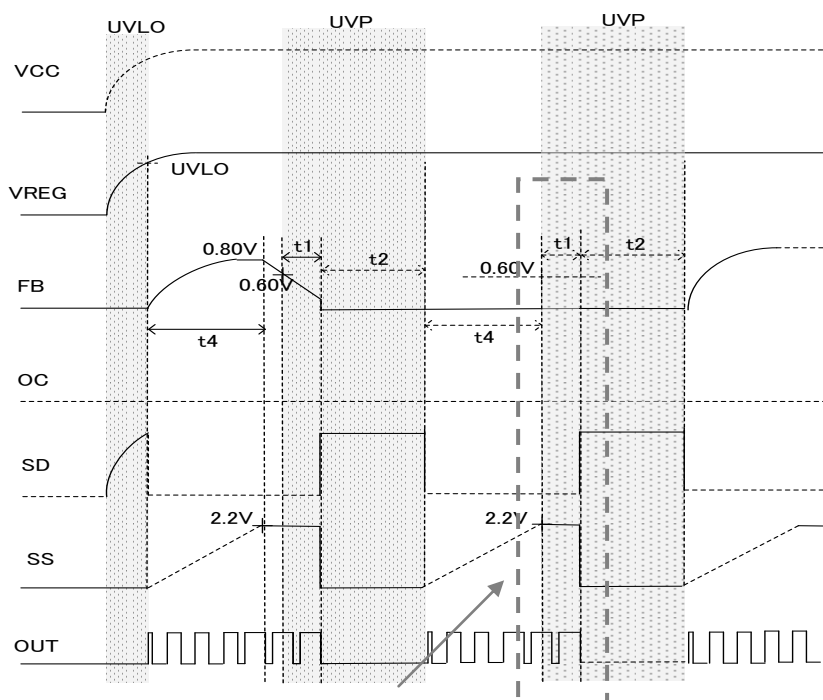 UVLO
UVP
UVP
VCC
UVLO
VREG
0.80V
t1
t2
t1
t2
0.60V
0.60V
FB
t4
t4
OC
SD
2.2V
2.2V
SS
OUT